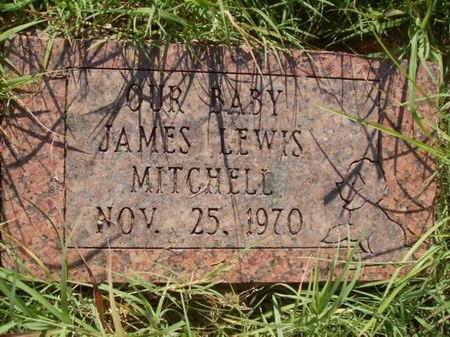 OUR BABY
JAMES LEWIS
MITCHELL
NOV. 25, 1970